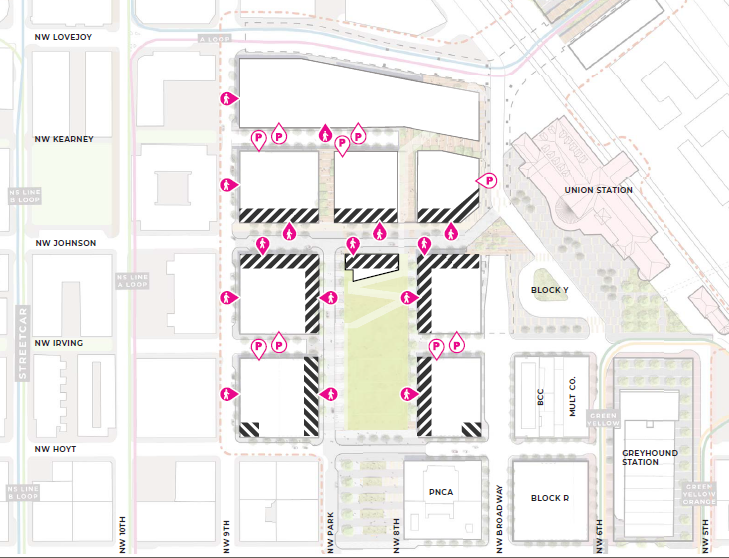 NW LOVEJOY
A LOOP
NW KEARNEY
P
P
P
P
P
UNION STATION
NS LINE
B LOOP
NW JOHNSON
NS LINE
A LOOP
BLOCK Y
STREETCAR
NW IRVING
P
P
P
P
BCC
MULT CO.
GREEN
YELLOW
NW HOYT
GREYHOUND
STATION
NS LINE
B LOOP
PNCA
BLOCK R
GREEN
YELLOW
ORANGE
NW 10TH
NW 9TH
NW PARK
NW 8TH
NW BROADWAY
NW 6TH
NW 5TH